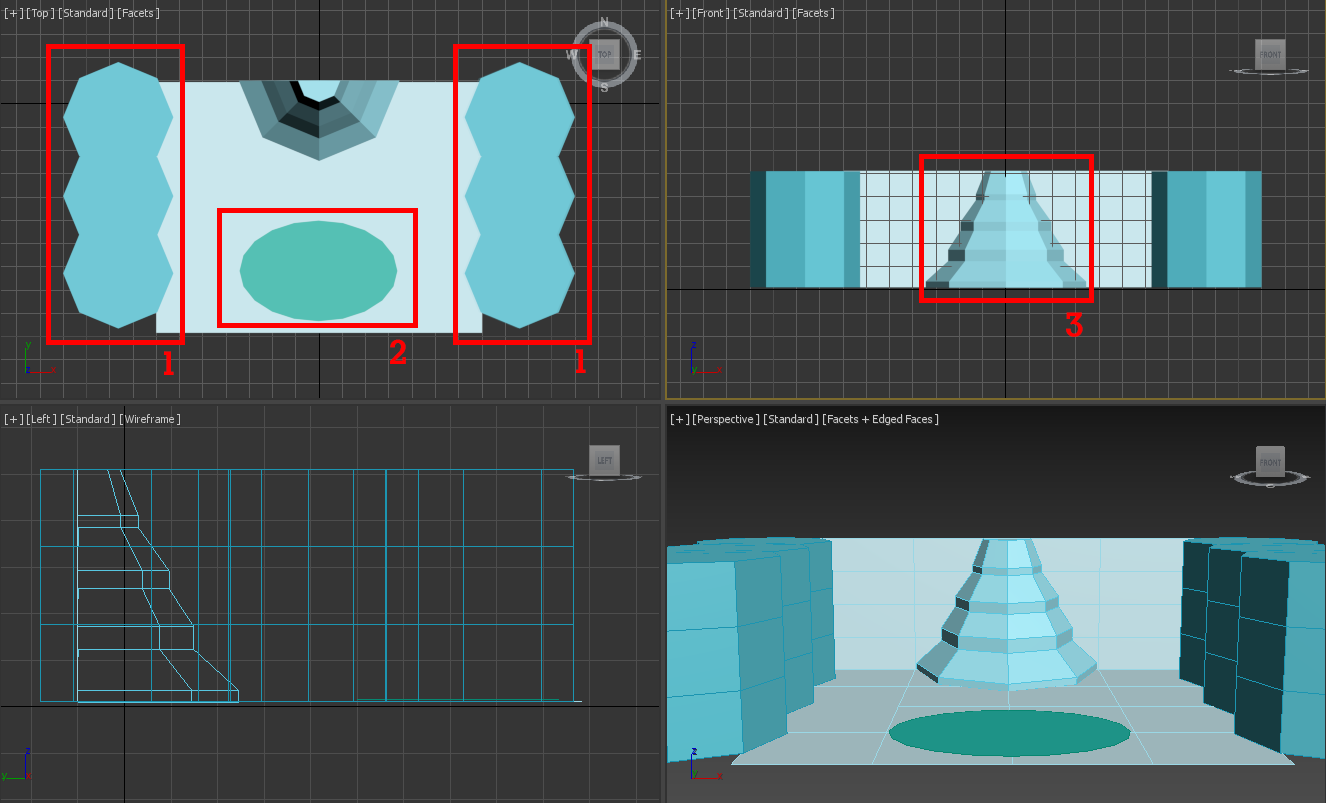 [+] [Top] [Standard] [Facets]
N
W TOP E
S
1
2
1
y
z x
[+] [Front] [Standard] [Facets]
FRONT
3
z
y x
[+] [Left] [Standard] [Wireframe]
LEFT
z
y x
[+] [Perspective] [Standard] [Facets + Edged Faces]
FRONT
z
y x